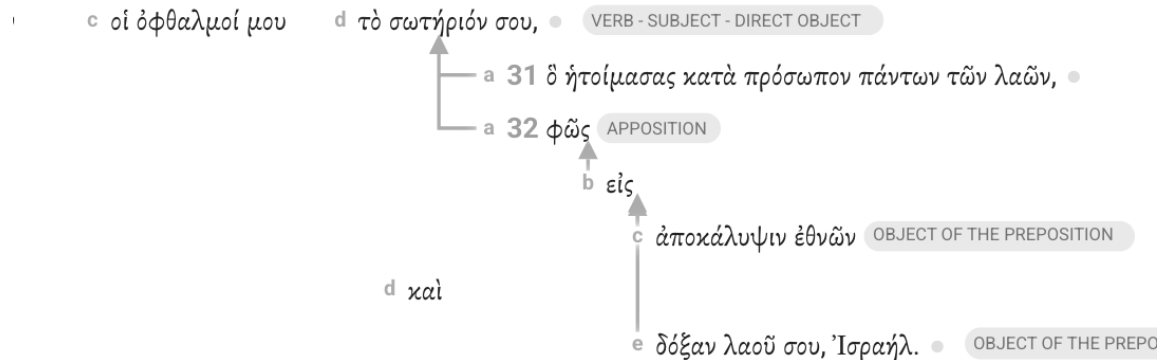 c οἱ ὀφθαλμοί μου d τὸ σωτήριόν σου, VERB - SUBJECT - DIRECT OBJECT
a 31 ὃ ἡτοίμασας κατὰ πρόσωπον πάντων τῶν λαῶν,
a 32 φῶς APPOSITION
b εἰς
c ἀποκάλυψιν ἐθνῶν OBJECT OF THE PREPOSITION
d καὶ
e δόξαν λαοῦ σου, Ἰσραήλ. OBJECT OF THE PREPO